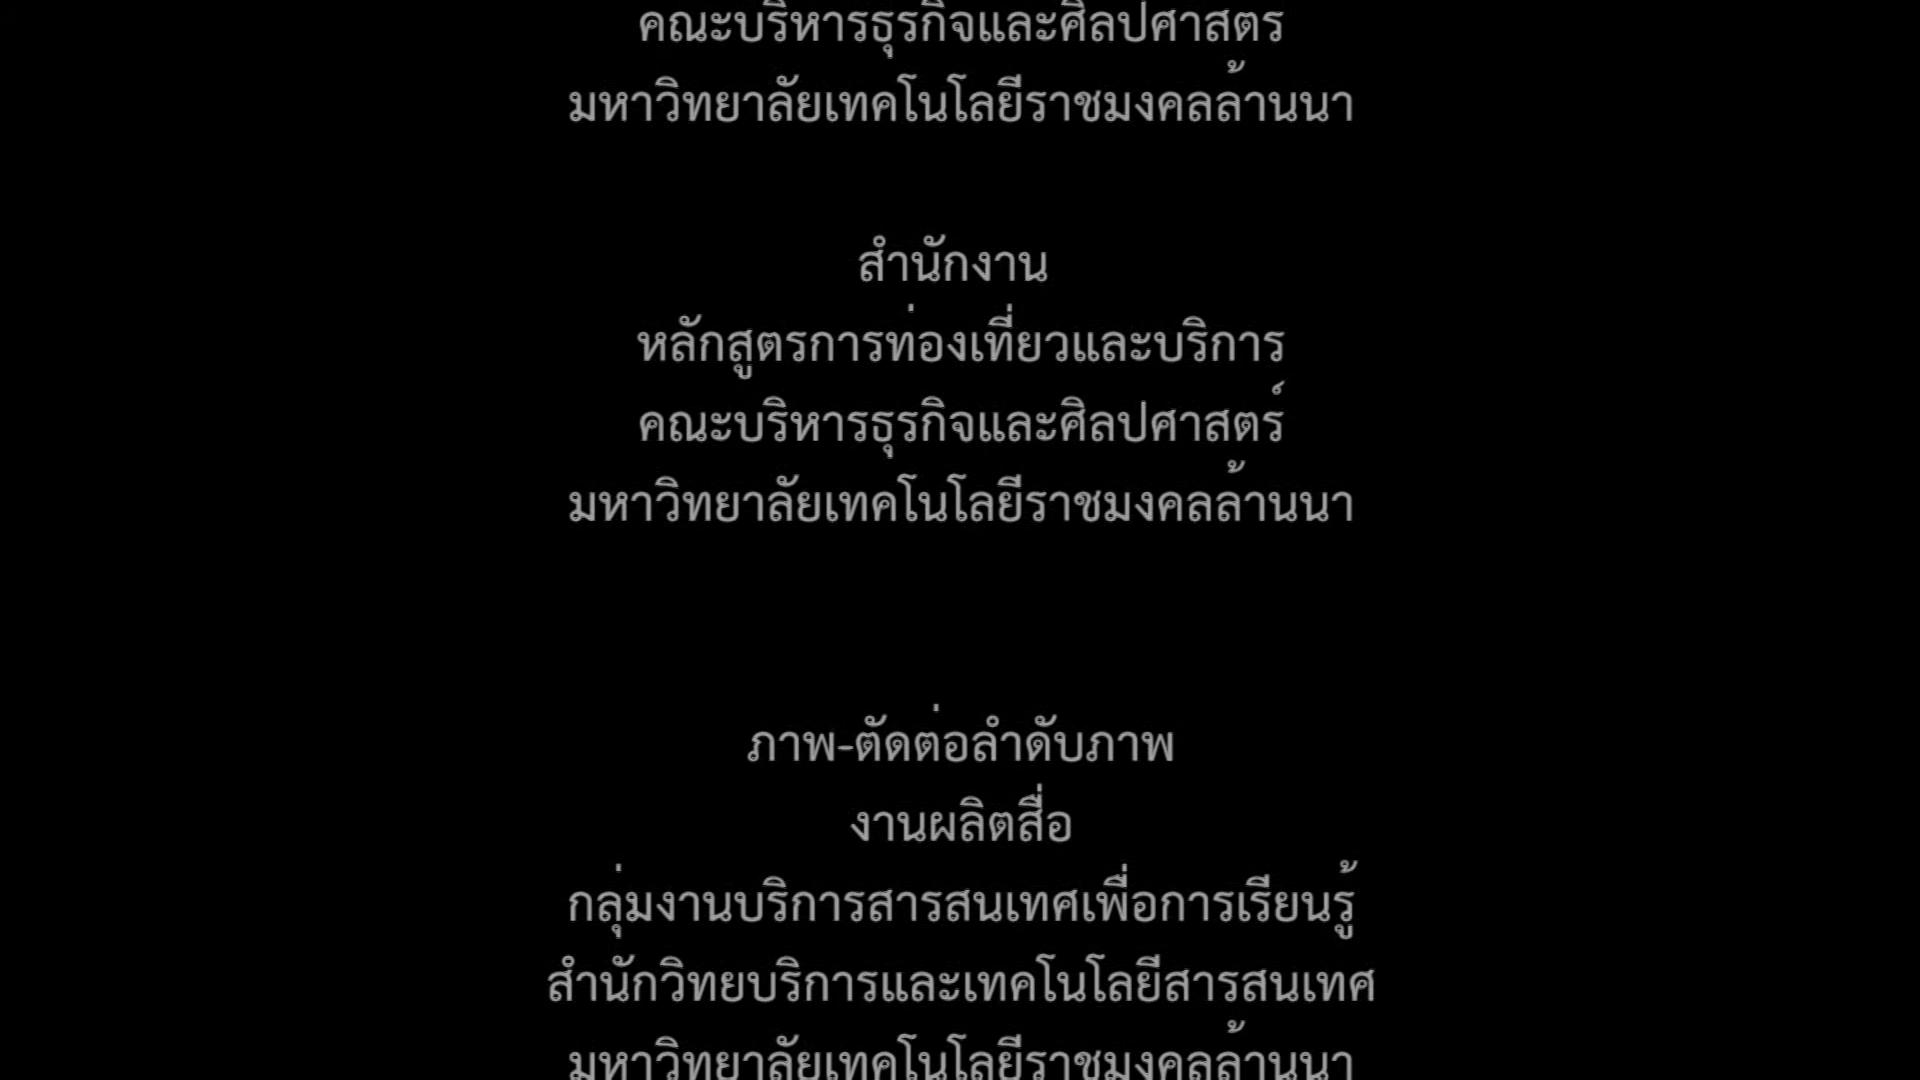 คณะบริหารธุรกิจและศิลปศาสตร
มหาวิทยาลัยเทคโนโลยีราชมงคลล้านนา
สำนักงาน
หลักสูตรการท่องเที่ยวและบริการ
คณะบริหารธุรกิจและศิลปศาสตร์
มหาวิทยาลัยเทคโนโลยีราชมงคลล้านนา
ภาพ-ตัดต่อลำดับภาพ
งานผลิตสื่อ
กลุ่มงานบริการสารสนเทศเพื่อการเรียนรู้
สำนักวิทยบริการและเทคโนโลยีสารสนเทศ
มหาวิทยาลัยเทคโนโลยีราชมงคลล้านนา